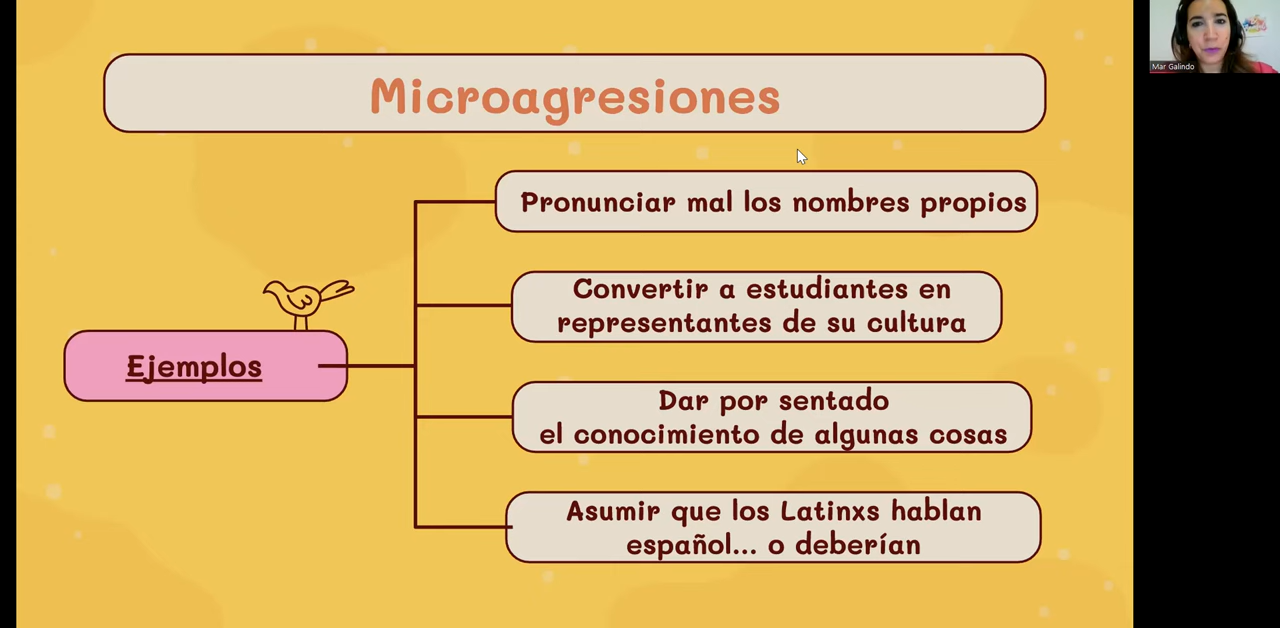 Microagresiones
Mar Galindo
Pronunciar mal los nombres propios
Convertir a estudiantes en
representantes de su cultura
Ejemplos
Dar por sentado
el conocimiento de algunas cosas
Asumir que los Latinxs hablan
español... o deberían